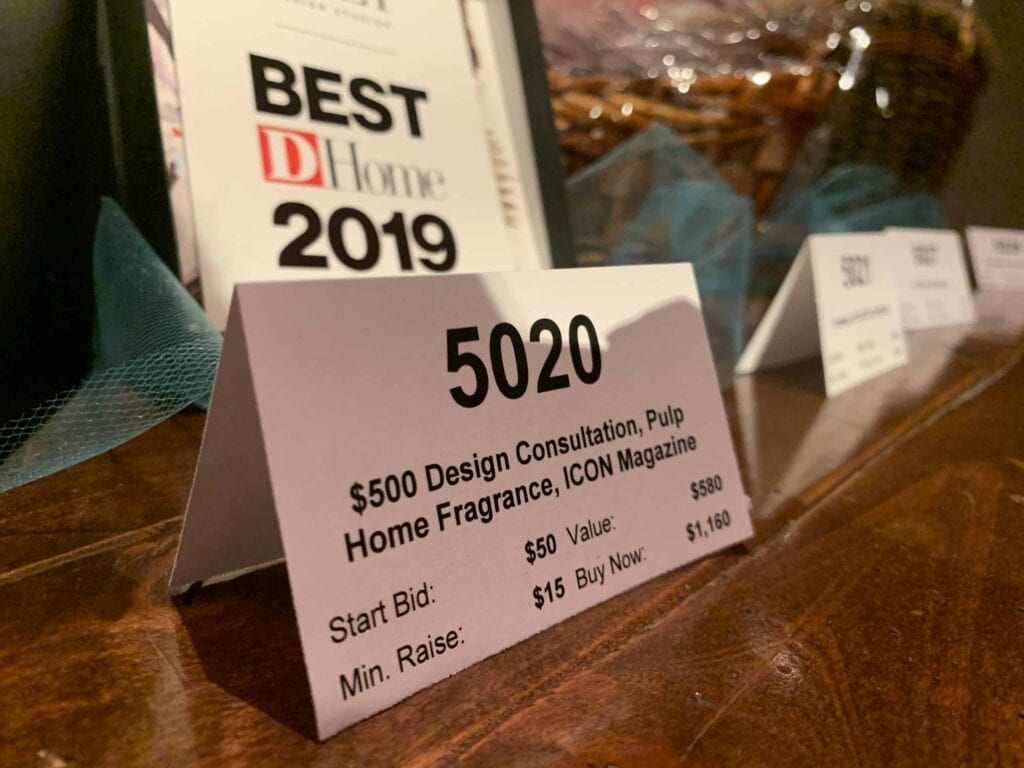 BEST
D Home
2019
5020
$500 Design Consultation, Pulp
Home Fragrance, ICON Magazine
Start Bid: $50 Value: $580
Min. Raise: $15 Buy Now: $1,160
5021